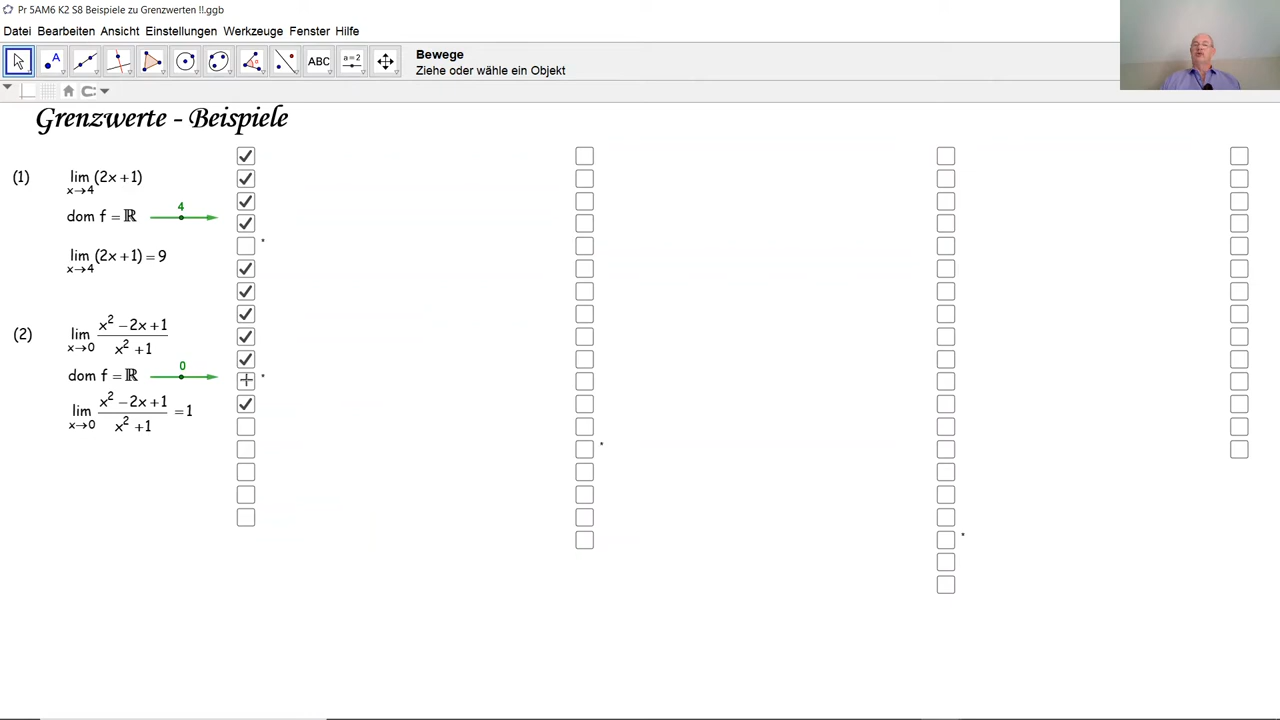 Pr 5AM6 K2 S8 Beispiele zu Grenzwerten !!.ggb
Datei Bearbeiten Ansicht Einstellungen Werkzeuge Fenster Hilfe
A
ABC
a=2
Bewege
Ziehe oder wähle ein Objekt
Grenzwerte - Beispiele
(1) lim x→4 (2x+1)
dom f = ℝ 4
lim x→4 (2x+1) = 9
*
(2) lim x→0 (x² − 2x + 1)/(x² + 1)
dom f = ℝ 0
*
lim x→0 (x² − 2x + 1)/(x² + 1) = 1
*
*